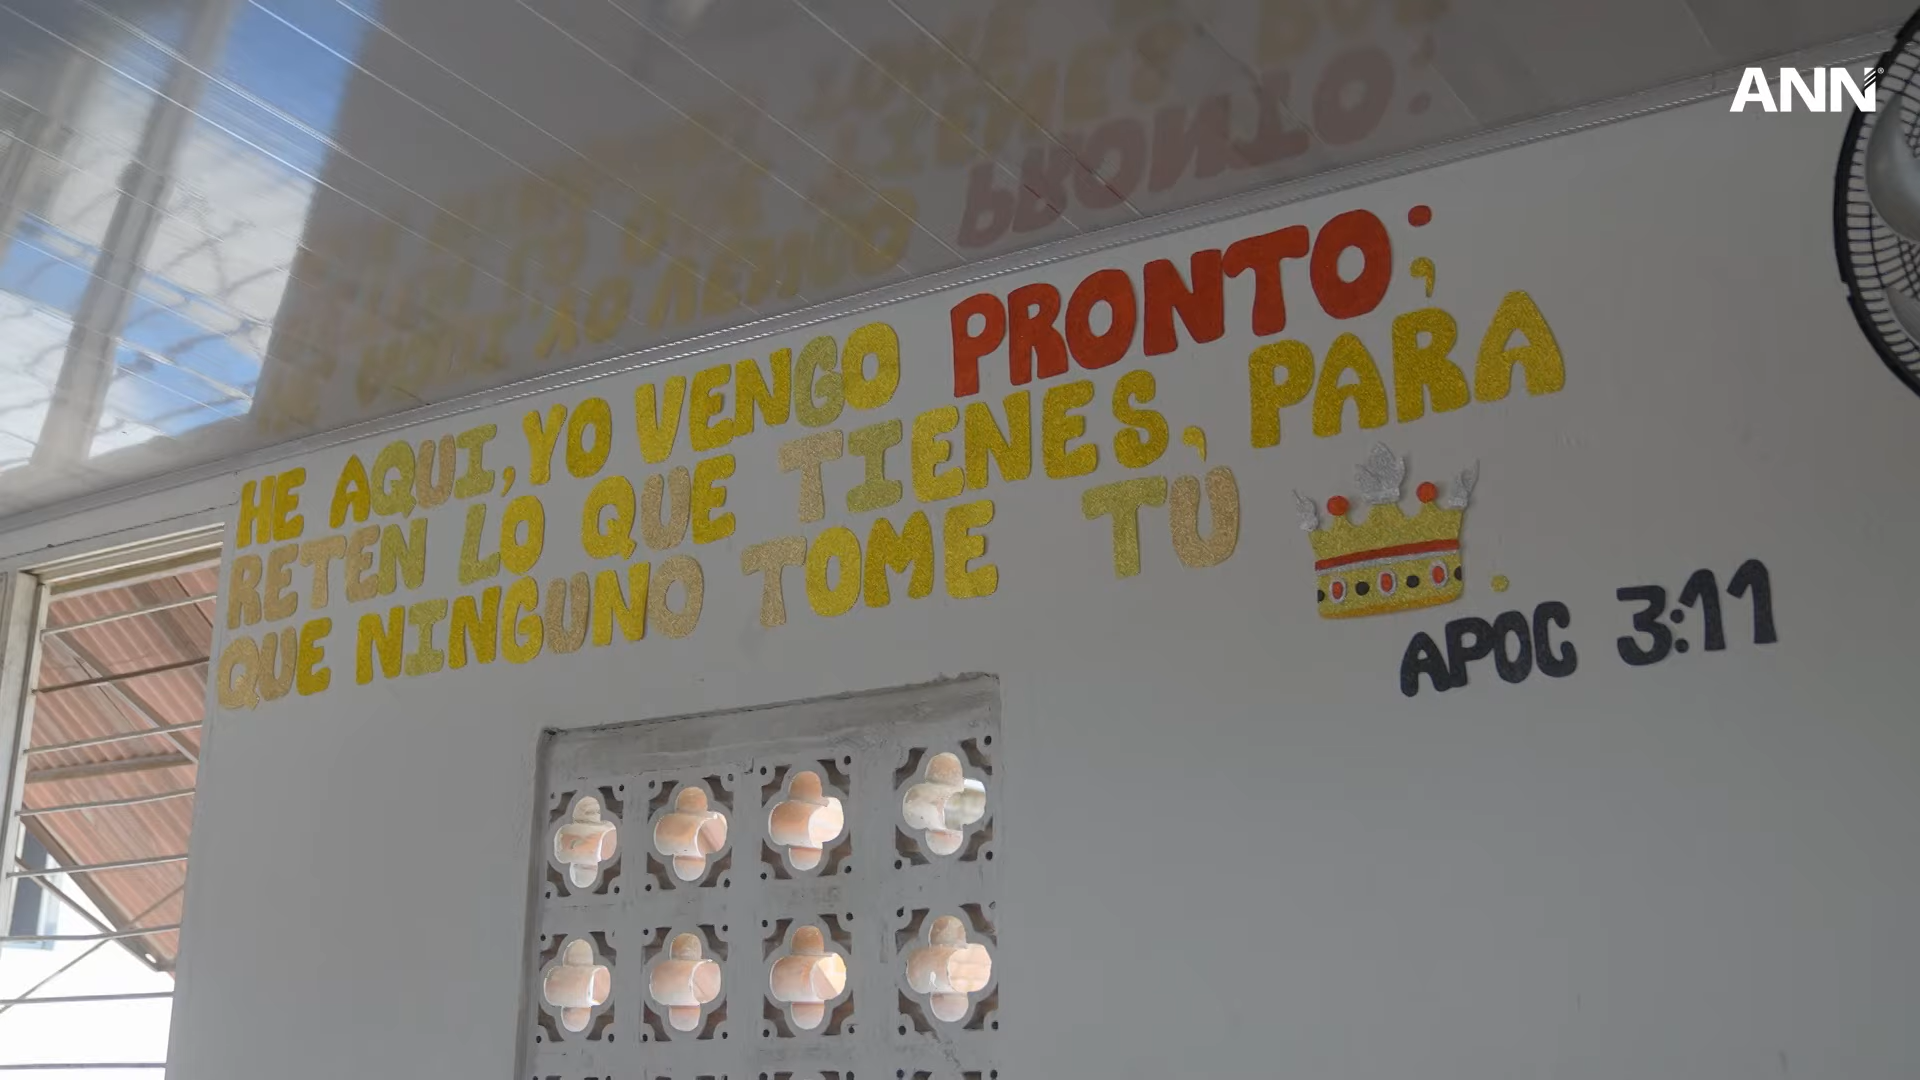 HE AQUI, YO VENGO PRONTO:
RETEN LO QUE TIENES, PARA
QUE NINGUNO TOME TU
APOC 3:11
ANN